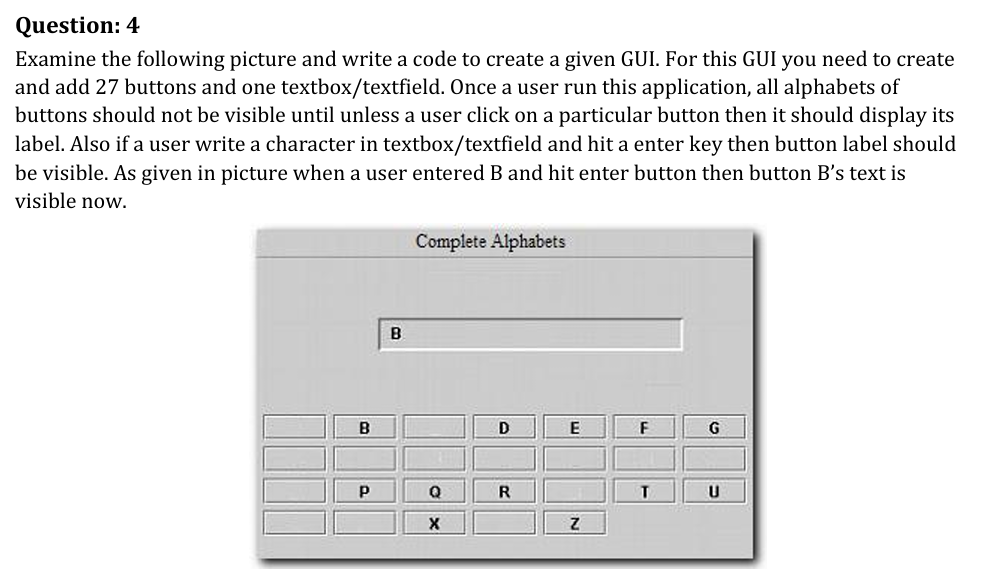 Question: 4
Examine the following picture and write a code to create a given GUI. For this GUI you need to create
and add 27 buttons and one textbox/textfield. Once a user run this application, all alphabets of
buttons should not be visible until unless a user click on a particular button then it should display its
label. Also if a user write a character in textbox/textfield and hit a enter key then button label should
be visible. As given in picture when a user entered B and hit enter button then button B’s text is
visible now.
Complete Alphabets
B
B D E F G
P Q R T U
X Z